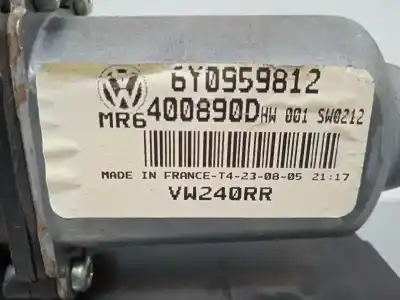 6Y0959812
MR6 400890D HW 001 SW0212
MADE IN FRANCE-T4-23-08-05 21:17
VW240RR